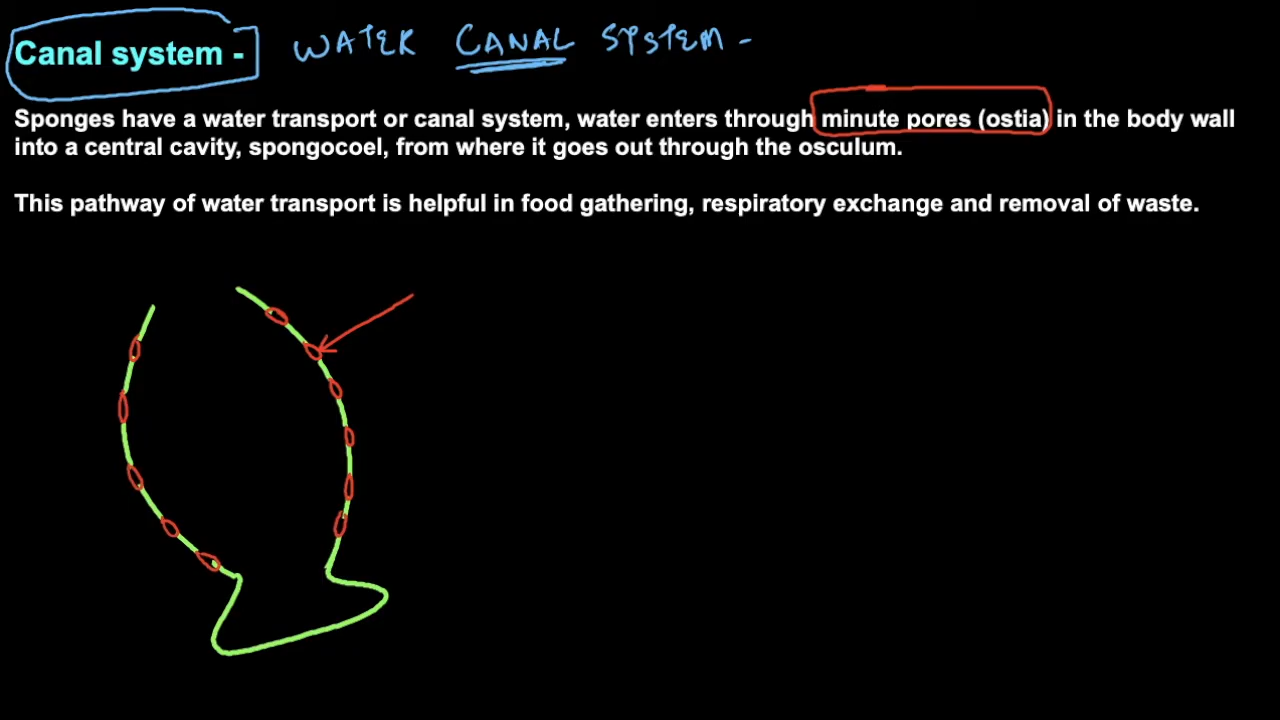 Canal system - WATER CANAL SYSTEM -
Sponges have a water transport or canal system, water enters through minute pores (ostia) in the body wall
into a central cavity, spongocoel, from where it goes out through the osculum.
This pathway of water transport is helpful in food gathering, respiratory exchange and removal of waste.